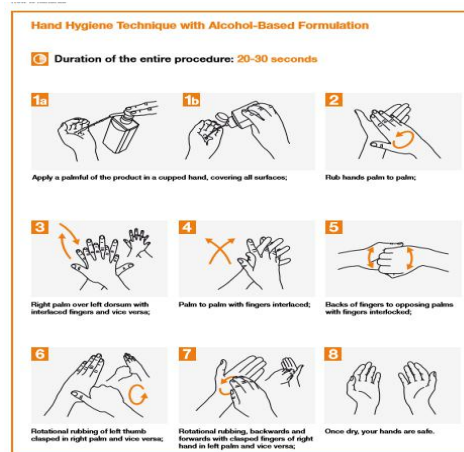 Hand Hygiene Technique with Alcohol-Based Formulation
Duration of the entire procedure: 20-30 seconds
1a
1b
2
Apply a palmful of the product in a cupped hand, covering all surfaces;
Rub hands palm to palm;
3
4
5
Right palm over left dorsum with
interlaced fingers and vice versa;
Palm to palm with fingers interlaced;
Backs of fingers to opposing palms
with fingers interlocked;
6
7
8
Rotational rubbing of left thumb
clasped in right palm and vice versa;
Rotational rubbing, backwards and
forwards with clasped fingers of right
hand in left palm and vice versa;
Once dry, your hands are safe.